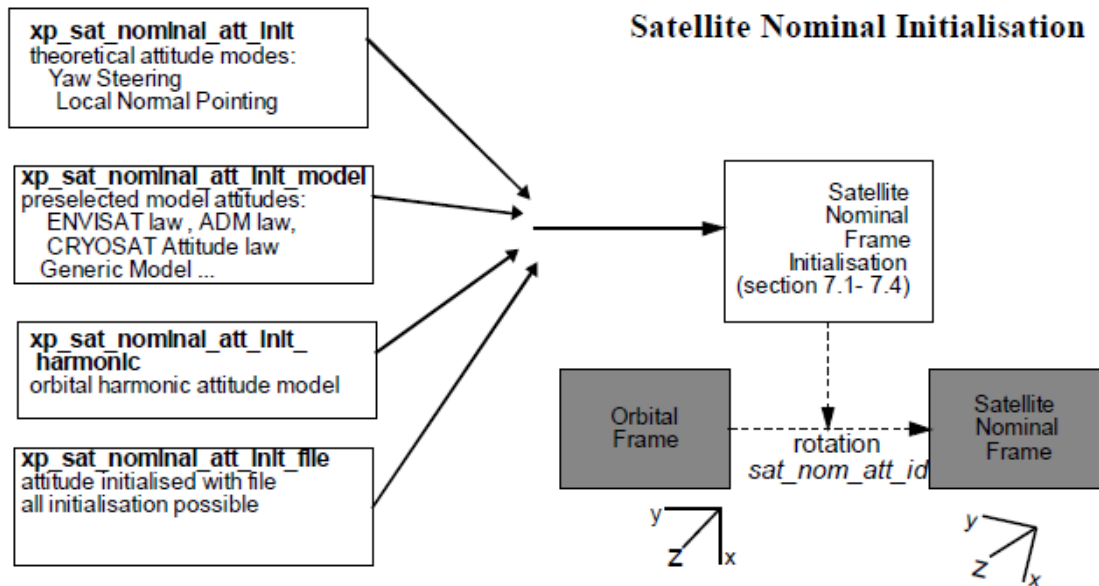 Satellite Nominal Initialisation
xp_sat_nominal_att_init
theoretical attitude modes:
Yaw Steering
Local Normal Pointing
xp_sat_nominal_att_init_model
preselected model attitudes:
ENVISAT law , ADM law,
CRYOSAT Attitude law
Generic Model ...
xp_sat_nominal_att_init_
harmonic
orbital harmonic attitude model
xp_sat_nominal_att_init_file
attitude initialised with file
all initialisation possible
Satellite
Nominal
Frame
Initialisation
(section 7.1- 7.4)
Orbital
Frame
rotation
sat_nom_att_id
Satellite
Nominal
Frame
y
z
x
y
z
x